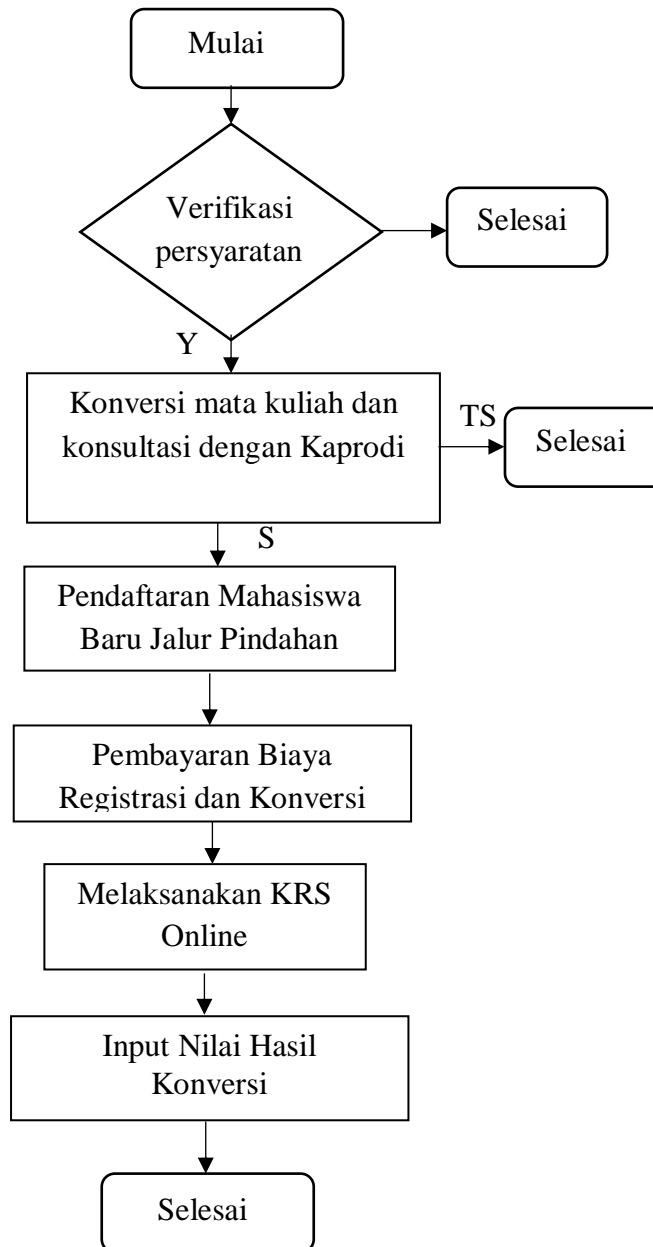 Mulai
Verifikasi
persyaratan
Selesai
Y
Konversi mata kuliah dan
konsultasi dengan Kaprodi
TS
Selesai
S
Pendaftaran Mahasiswa
Baru Jalur Pindahan
Pembayaran Biaya
Registrasi dan Konversi
Melaksanakan KRS
Online
Input Nilai Hasil
Konversi
Selesai